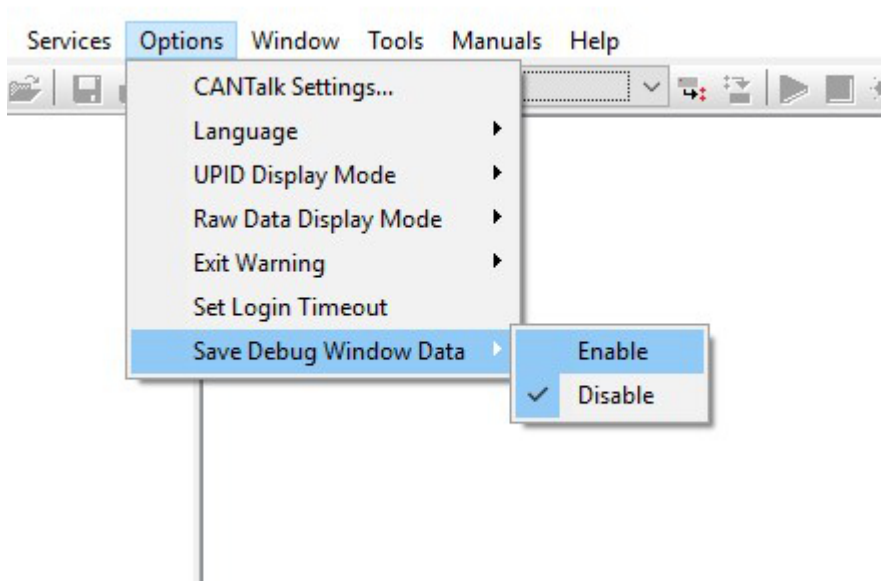 Services Options Window Tools Manuals Help
CANTalk Settings...
Language
UPID Display Mode
Raw Data Display Mode
Exit Warning
Set Login Timeout
Save Debug Window Data
Enable
Disable